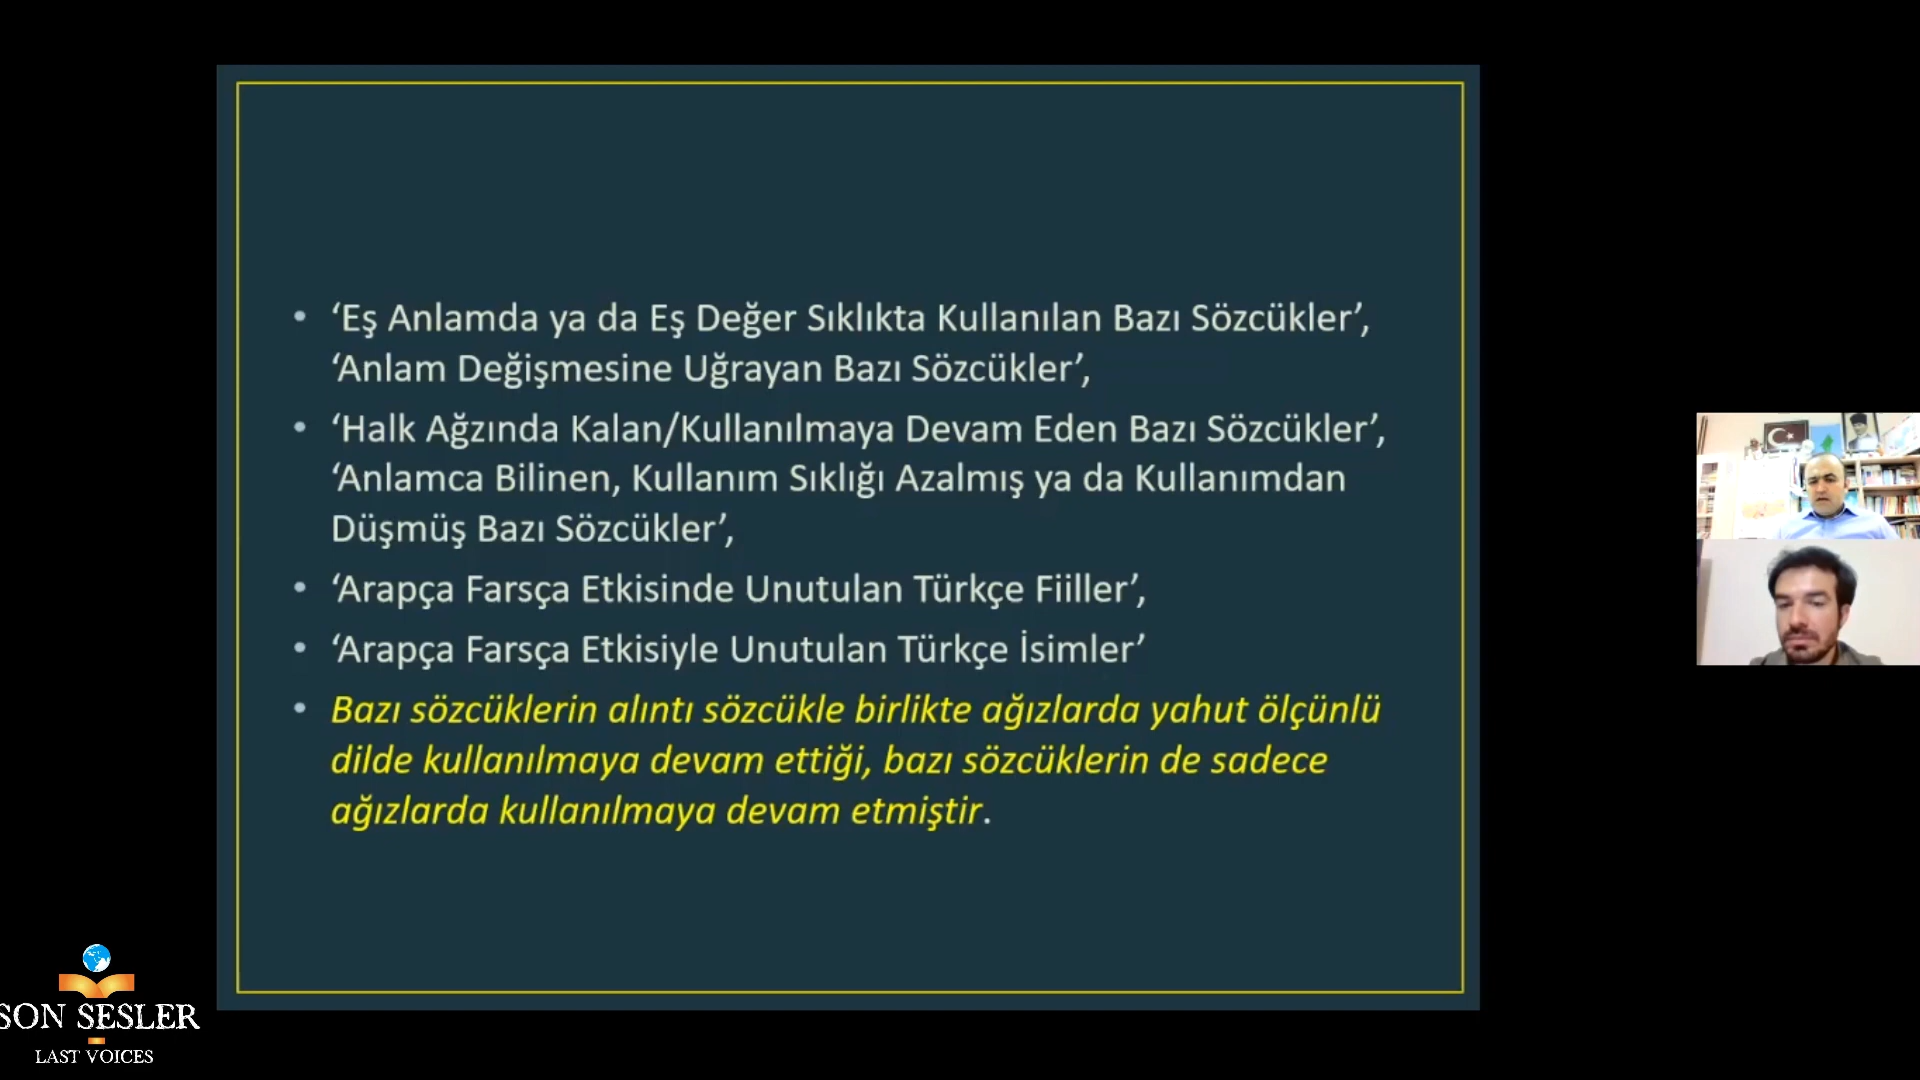 • ‘Eş Anlamda ya da Eş Değer Sıklıkta Kullanılan Bazı Sözcükler’,
‘Anlam Değişmesine Uğrayan Bazı Sözcükler’,
• ‘Halk Ağzında Kalan/Kullanılmaya Devam Eden Bazı Sözcükler’,
‘Anlamca Bilinen, Kullanım Sıklığı Azalmış ya da Kullanımdan
Düşmüş Bazı Sözcükler’,
• ‘Arapça Farsça Etkisinde Unutulan Türkçe Fiiller’,
• ‘Arapça Farsça Etkisiyle Unutulan Türkçe İsimler’
• Bazı sözcüklerin alıntı sözcükle birlikte ağızlarda yahut ölçünlü
dilde kullanılmaya devam ettiği, bazı sözcüklerin de sadece
ağızlarda kullanılmaya devam etmiştir.
SON SESLER
LAST VOICES